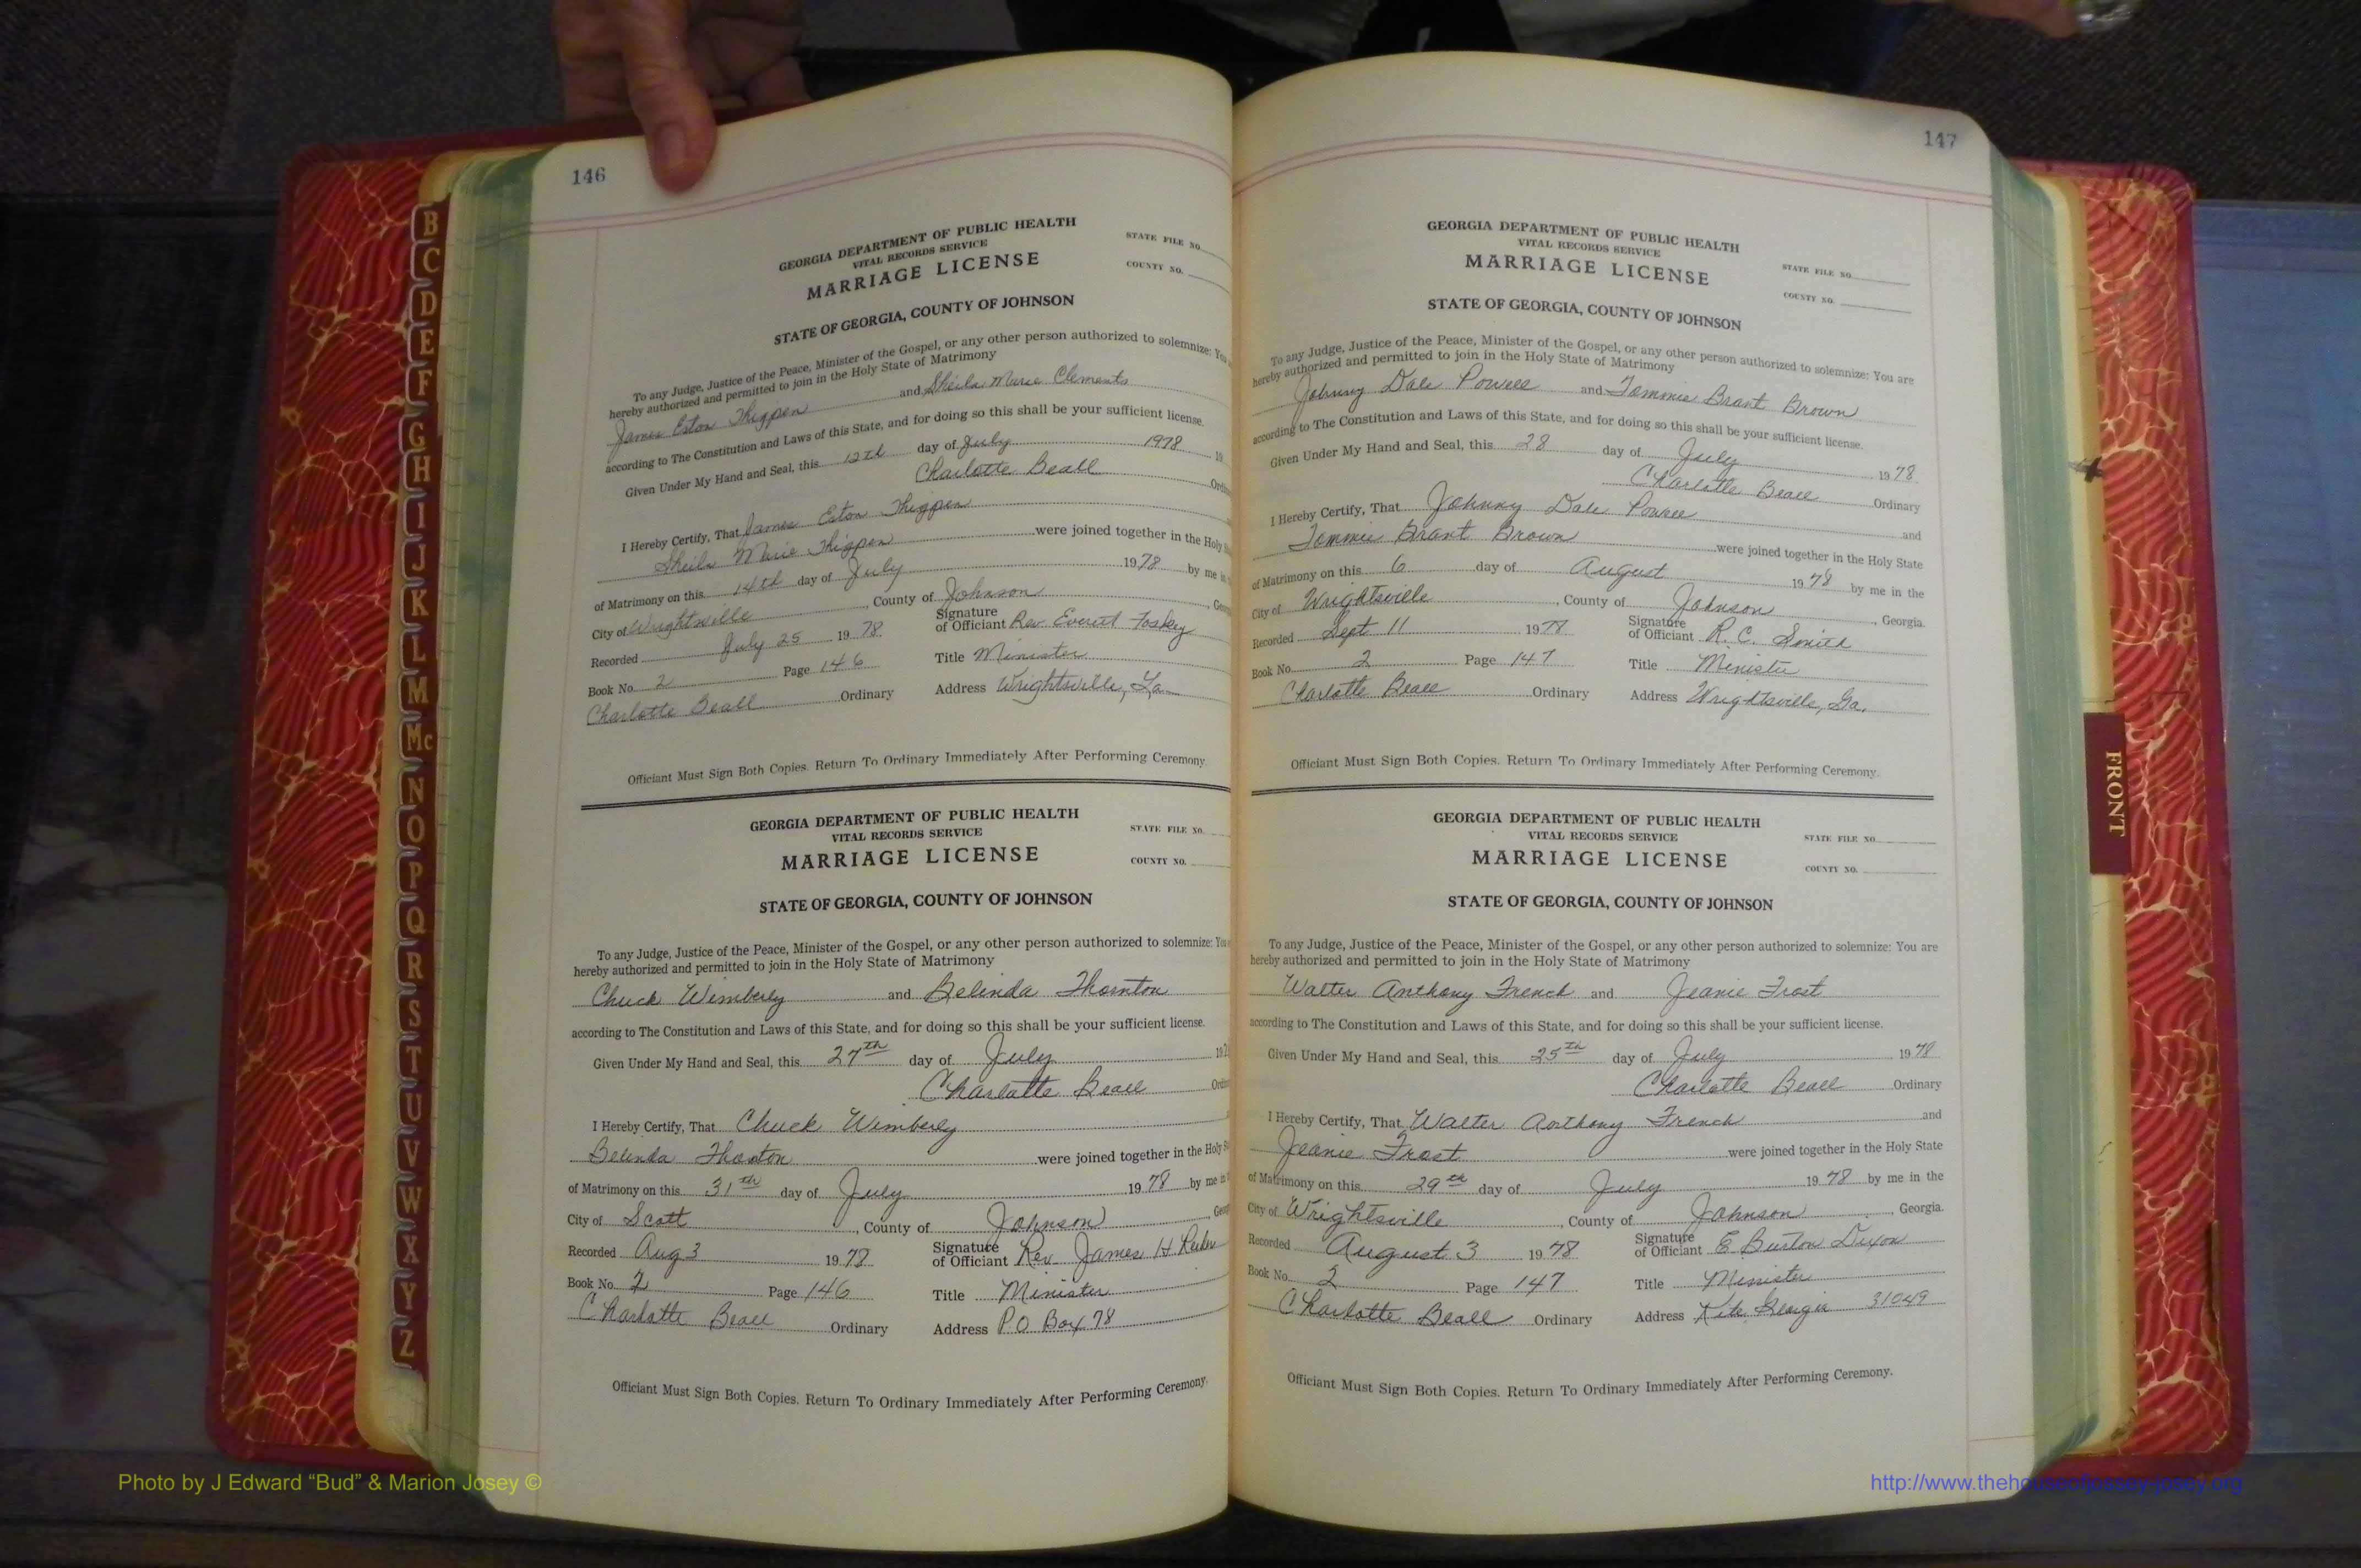 146
GEORGIA DEPARTMENT OF PUBLIC HEALTH
VITAL RECORDS SERVICE
MARRIAGE LICENSE
STATE FILE NO.
COUNTY NO.
STATE OF GEORGIA, COUNTY OF JOHNSON
To any Judge, Justice of the Peace, Minister of the Gospel, or any other person authorized to solemnize: You
hereby authorized and permitted to join in the Holy State of Matrimony
James Eston Thigpen and Sheila Marie Clements
according to The Constitution and Laws of this State, and for doing so this shall be your sufficient license.
Given Under My Hand and Seal, this 12th day of July 1978 19
Charlotte Beall
I Hereby Certify, That James Eston Thigpen
Sheila Marie Thigpen were joined together in the Holy
of Matrimony on this 14th day of July 1978 by me in
City of Wrightsville, County of Johnson
Recorded July 25 1978 Signature of Officiant Rev. Everett
Book No. 2 Page 146 Title Minister
Charlotte Beall Ordinary Address Wrightsville, Ga
Officiant Must Sign Both Copies. Return To Ordinary Immediately After Performing Ceremony.
GEORGIA DEPARTMENT OF PUBLIC HEALTH
VITAL RECORDS SERVICE
MARRIAGE LICENSE
STATE FILE NO.
COUNTY NO.
STATE OF GEORGIA, COUNTY OF JOHNSON
To any Judge, Justice of the Peace, Minister of the Gospel, or any other person authorized to solemnize: You
hereby authorized and permitted to join in the Holy State of Matrimony
Chuck Wimberly and Belinda Thornton
according to The Constitution and Laws of this State, and for doing so this shall be your sufficient license.
Given Under My Hand and Seal, this 27th day of July
Charlotte Beall
I Hereby Certify, That Chuck Wimberly
Belinda Thonton were joined together in the Holy
of Matrimony on this 31th day of July 1978 by me in
City of Scott, County of Johnson
Recorded Aug 3 1978 Signature of Officiant Rev. James H
Book No. 2 Page 146 Title Minister
Charlotte Beall Ordinary Address P.O Box 78
Officiant Must Sign Both Copies. Return To Ordinary Immediately After Performing Ceremony.
147
GEORGIA DEPARTMENT OF PUBLIC HEALTH
VITAL RECORDS SERVICE
MARRIAGE LICENSE
STATE FILE NO.
COUNTY NO.
STATE OF GEORGIA, COUNTY OF JOHNSON
To any Judge, Justice of the Peace, Minister of the Gospel, or any other person authorized to solemnize: You are
hereby authorized and permitted to join in the Holy State of Matrimony
Johnny Dale Powell and Tommie Brant Brown
according to The Constitution and Laws of this State, and for doing so this shall be your sufficient license.
Given Under My Hand and Seal, this 28 day of July 1978
Charlotte Beall Ordinary
I Hereby Certify, That Johnny Dale Powell and
Tommie Brant Brown were joined together in the Holy State
of Matrimony on this 6 day of August 1978 by me in the
City of Wrightsville, County of Johnson, Georgia.
Recorded Sept 11 1978 Signature of Officiant R. C. Smith
Book No. 2 Page 147 Title Minister
Charlotte Beall Ordinary Address Wrightsville, Ga.
Officiant Must Sign Both Copies. Return To Ordinary Immediately After Performing Ceremony.
GEORGIA DEPARTMENT OF PUBLIC HEALTH
VITAL RECORDS SERVICE
MARRIAGE LICENSE
STATE FILE NO.
COUNTY NO.
STATE OF GEORGIA, COUNTY OF JOHNSON
To any Judge, Justice of the Peace, Minister of the Gospel, or any other person authorized to solemnize: You are
hereby authorized and permitted to join in the Holy State of Matrimony
Walter Anthony French and Jeanie Frost
according to The Constitution and Laws of this State, and for doing so this shall be your sufficient license.
Given Under My Hand and Seal, this 25th day of July 1978
Charlotte Beall Ordinary
I Hereby Certify, That Walter Anthony French and
Jeanie Frost were joined together in the Holy State
of Matrimony on this 29th day of July 1978 by me in the
City of Wrightsville, County of Johnson, Georgia.
Recorded August 3 1978 Signature of Officiant E Burton Dixon
Book No. 2 Page 147 Title Minister
Charlotte Beall Ordinary Address Kite Georgia 31049
Officiant Must Sign Both Copies. Return To Ordinary Immediately After Performing Ceremony.
B
C
D
E
F
G
H
I
J
K
L
M
Mc
N
O
P
Q
R
S
T
U
V
W
X
Y
Z
FRONT
Photo by J Edward “Bud” & Marion Josey ©
http://www.thehouseofjossey-josey.org